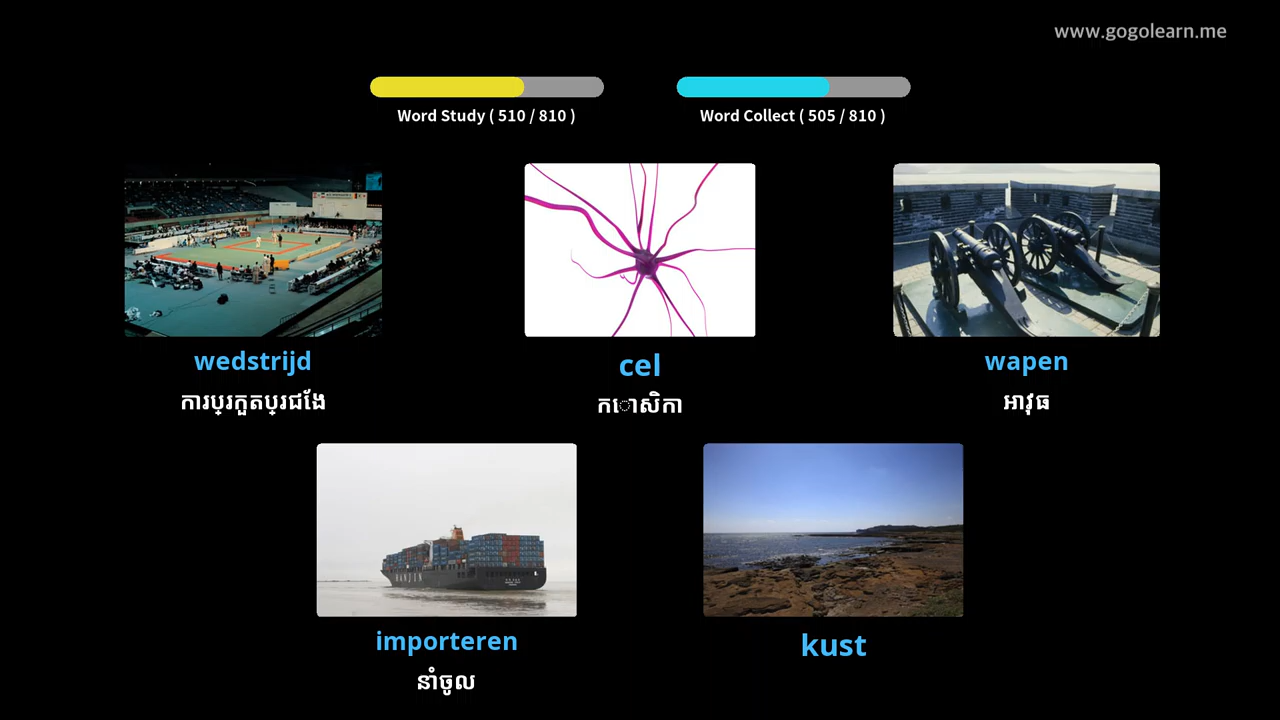 www.gogolearn.me
Word Study ( 510 / 810 )
Word Collect ( 505 / 810 )
wedstrijd
ការប្រកួតប្រជែង
cel
កោសិកា
wapen
អាវុធ
HANJIN
importeren
នាំចូល
kust